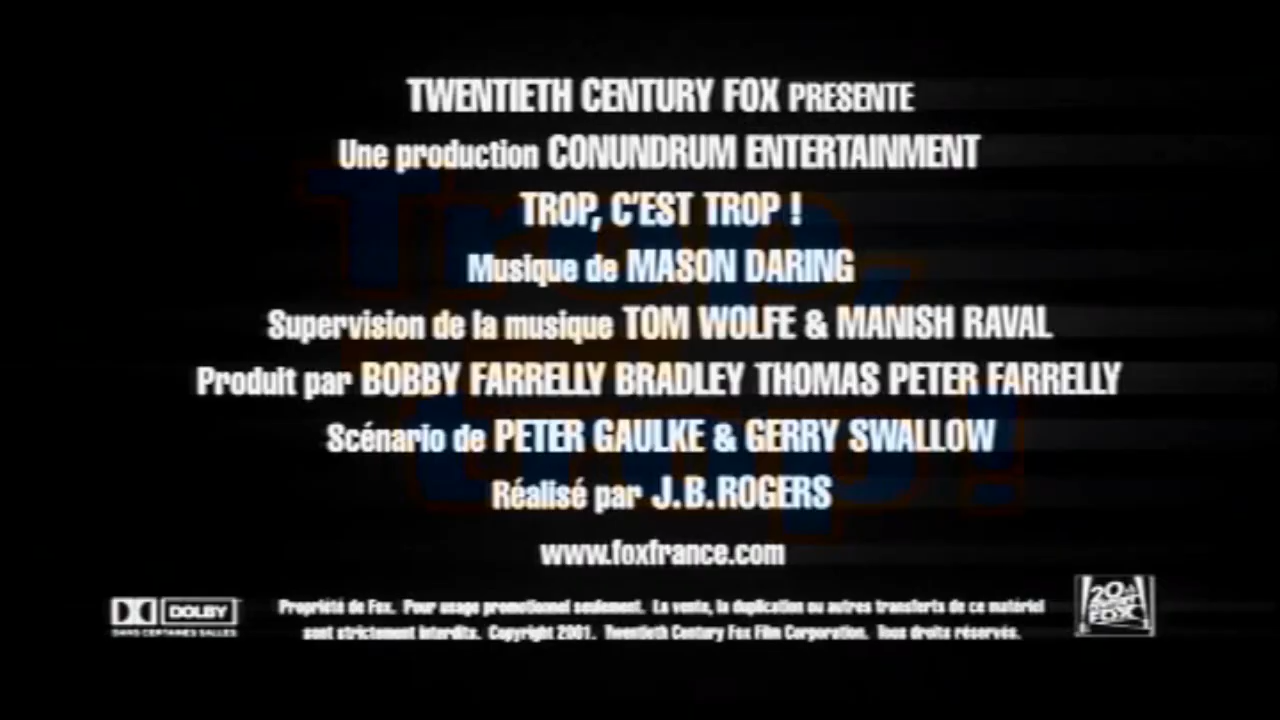 TWENTIETH CENTURY FOX PRESENTE
Une production CONUNDRUM ENTERTAINMENT
TROP, C'EST TROP !
Musique de MASON DARING
Supervision de la musique TOM WOLFE & MANISH RAVAL
Produit par BOBBY FARRELLY BRADLEY THOMAS PETER FARRELLY
Scénario de PETER GAULKE & GERRY SWALLOW
Réalisé par J.B.ROGERS
www.foxfrance.com
DOLBY
DANS CERTAINES SALLES
Propriété de Fox. Pour usage promotionnel seulement. La vente, la duplication ou autres transferts de ce matériel
sont strictement interdits. Copyright 2001. Twentieth Century Fox Film Corporation. Tous droits réservés.
20th
CENTURY
FOX